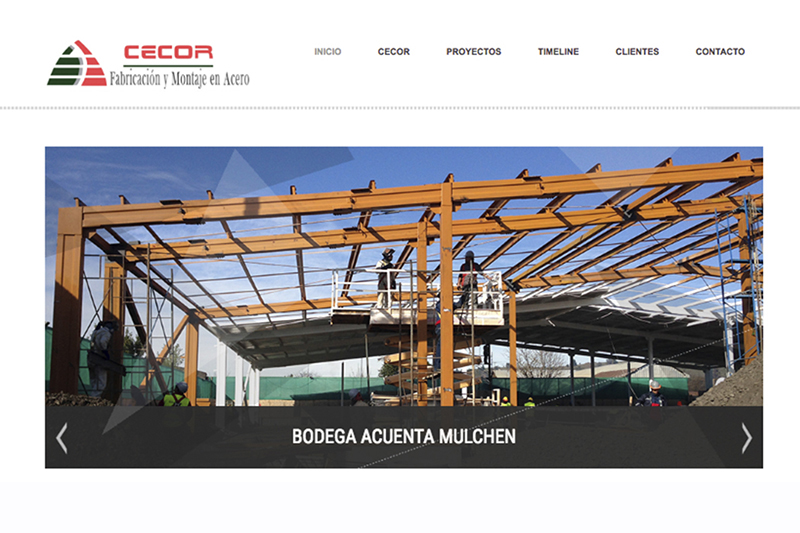 CECOR
Fabricación y Montaje en Acero
INICIO
CECOR
PROYECTOS
TIMELINE
CLIENTES
CONTACTO
BODEGA ACUENTA MULCHEN